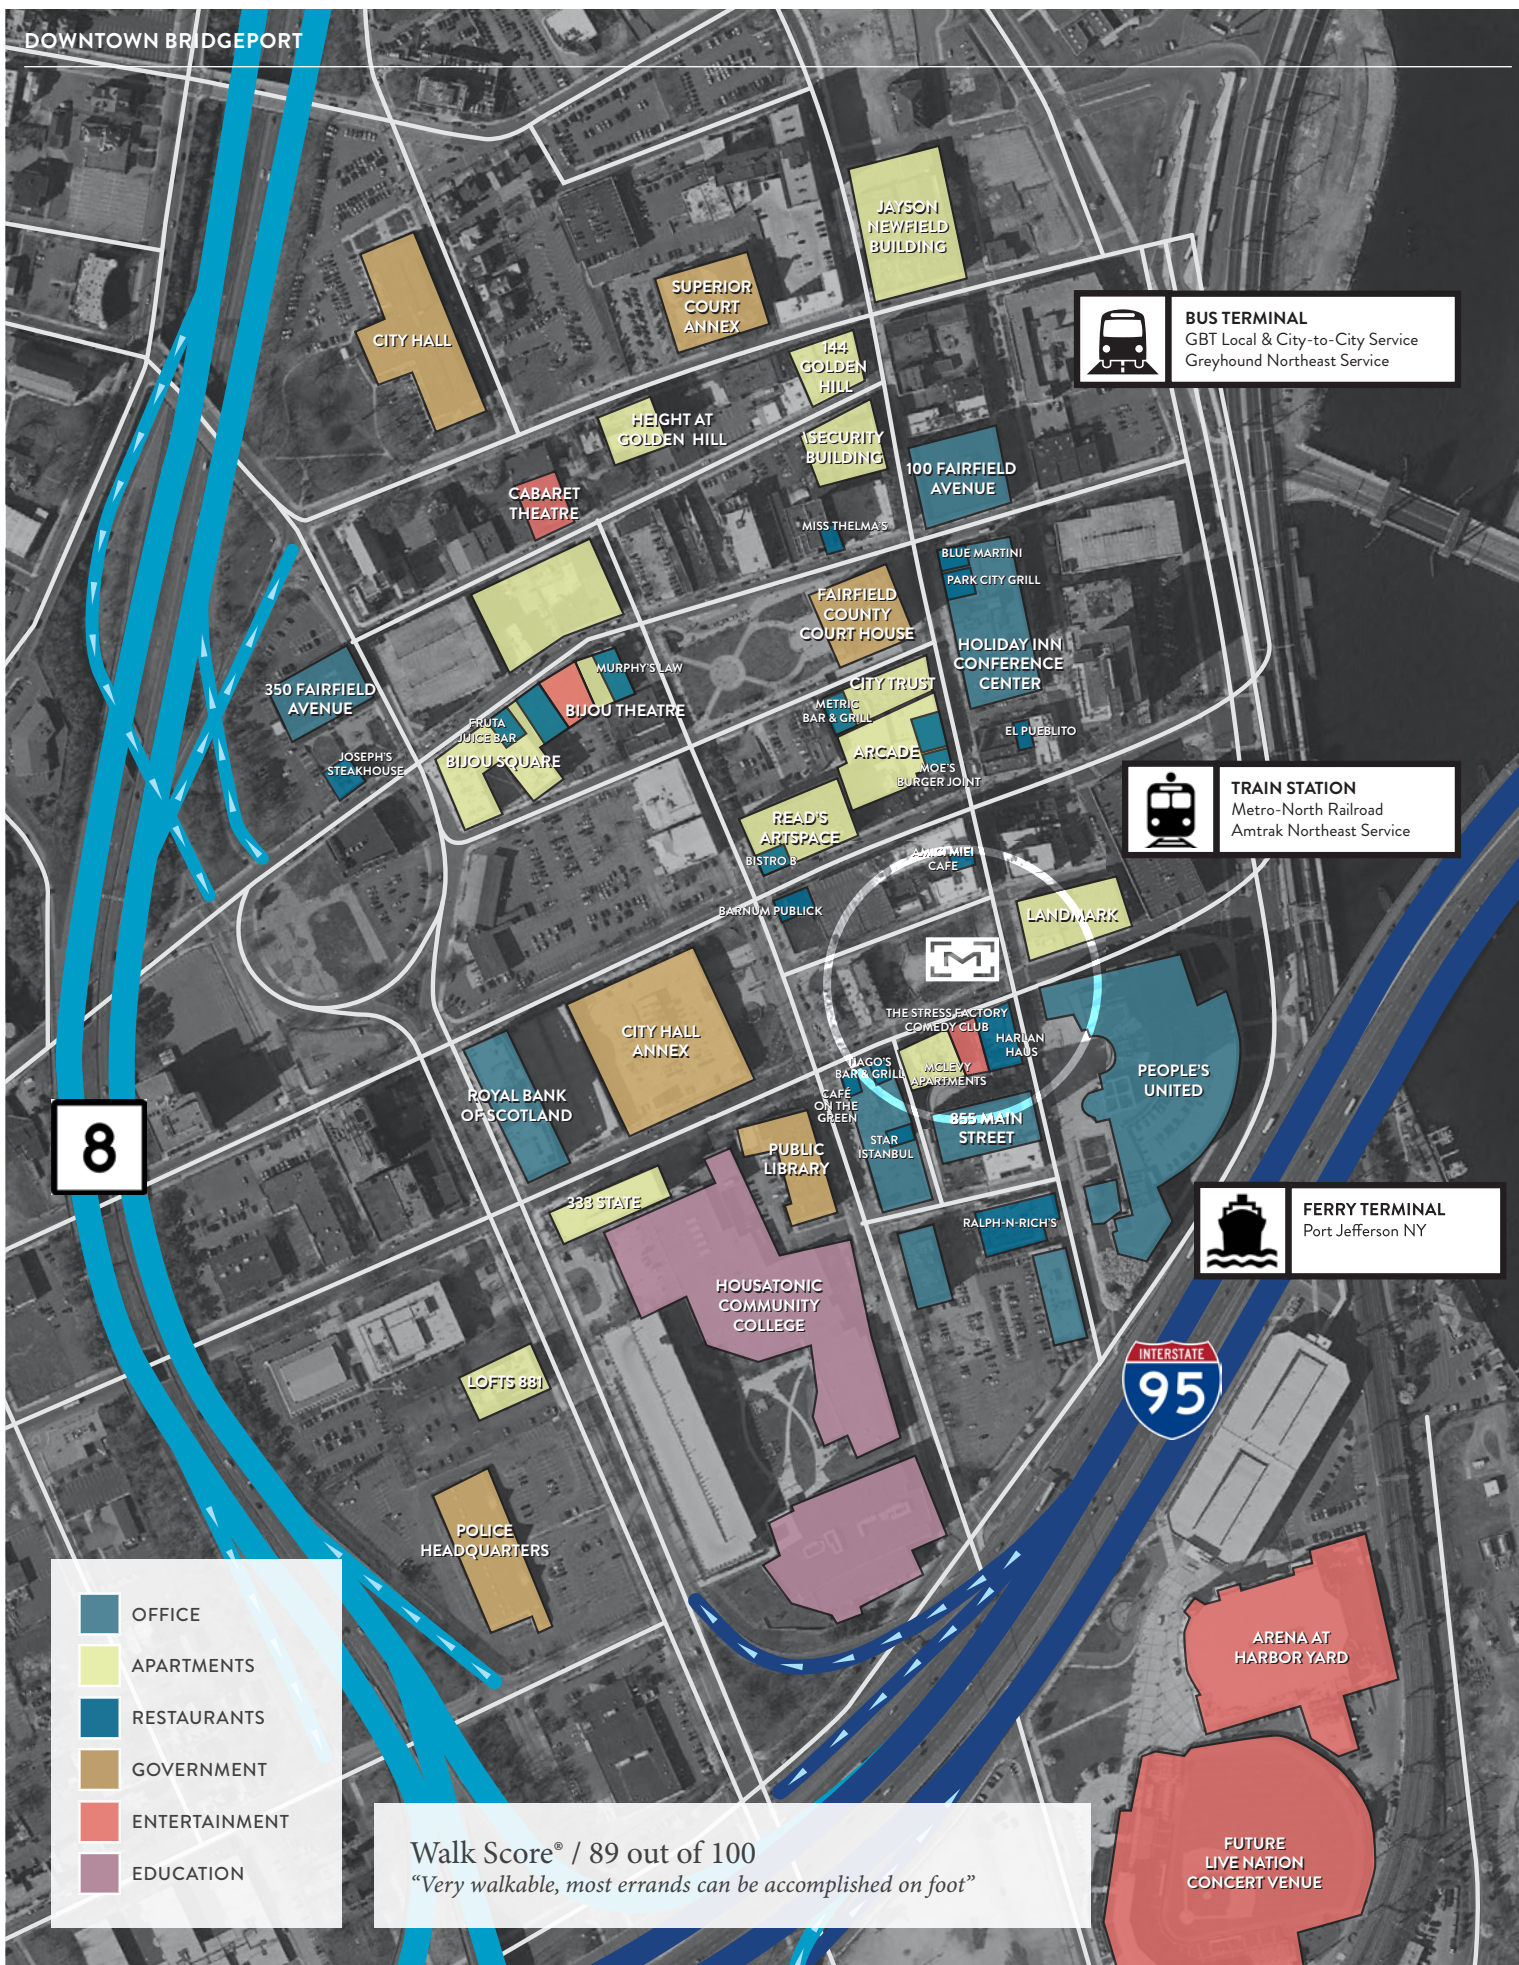 DOWNTOWN BRIDGEPORT
JAYSON
NEWFIELD
BUILDING
SUPERIOR
COURT
ANNEX
CITY HALL
BUS TERMINAL
GBT Local & City-to-City Service
Greyhound Northeast Service
144
GOLDEN
HILL
HEIGHT AT
GOLDEN HILL
SECURITY
BUILDING
100 FAIRFIELD
AVENUE
CABARET
THEATRE
MISS THELMA'S
BLUE MARTINI
PARK CITY GRILL
FAIRFIELD
COUNTY
COURT HOUSE
HOLIDAY INN
CONFERENCE
CENTER
MURPHY'S LAW
350 FAIRFIELD
AVENUE
CITY TRUST
METRIC
BAR & GRILL
BIJOU THEATRE
FRUTA
JUICE BAR
EL PUEBLITO
BIJOU SQUARE
JOSEPH'S
STEAKHOUSE
ARCADE
MOE'S
BURGER JOINT
TRAIN STATION
Metro-North Railroad
Amtrak Northeast Service
READ'S
ARTSPACE
BISTRO B
AMICI MIEI
CAFE
BARNUM PUBLICK
LANDMARK
M
THE STRESS FACTORY
COMEDY CLUB
HARLAN
HAUS
CITY HALL
ANNEX
TIAGO'S
BAR & GRILL
MCLEVY
APARTMENTS
PEOPLE'S
UNITED
ROYAL BANK
OF SCOTLAND
CAFÉ
ON THE
GREEN
855 MAIN
STREET
STAR
ISTANBUL
PUBLIC
LIBRARY
8
333 STATE
RALPH-N-RICH'S
FERRY TERMINAL
Port Jefferson NY
HOUSATONIC
COMMUNITY
COLLEGE
INTERSTATE
95
LOFTS 881
POLICE
HEADQUARTERS
OFFICE
APARTMENTS
RESTAURANTS
GOVERNMENT
ENTERTAINMENT
EDUCATION
ARENA AT
HARBOR YARD
FUTURE
LIVE NATION
CONCERT VENUE
Walk Score® / 89 out of 100
“Very walkable, most errands can be accomplished on foot”